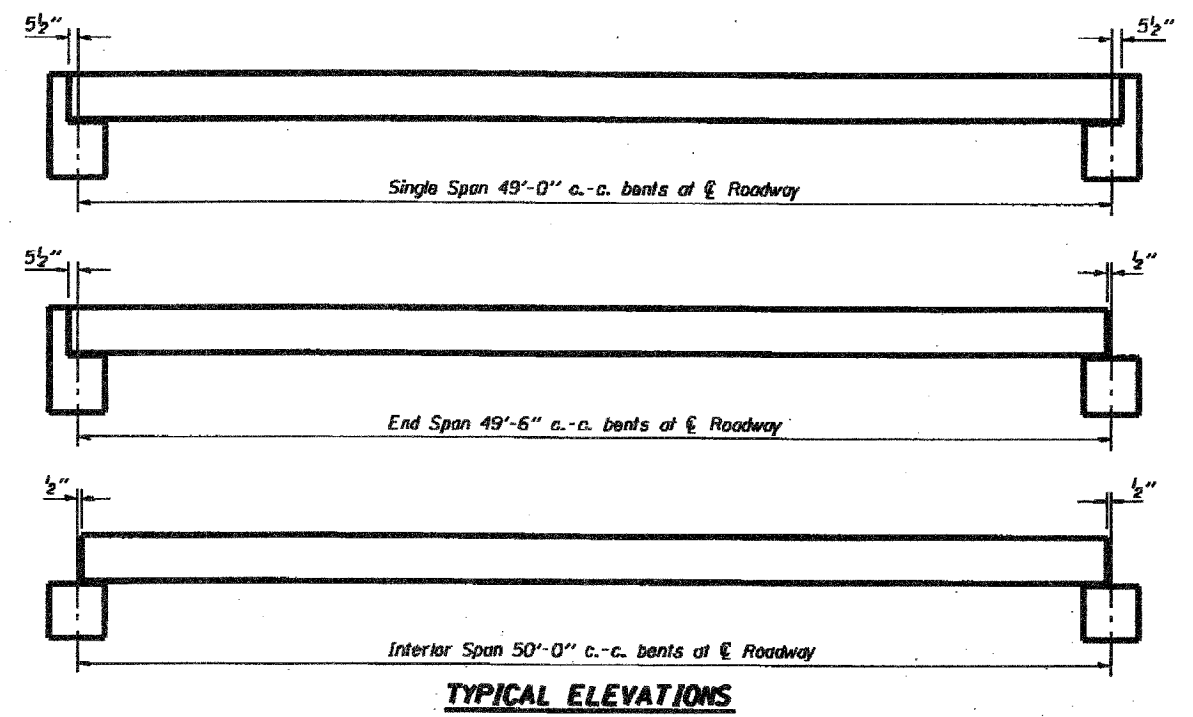 5½" 5½"
Single Span 49'-0" c.-c. bents at ℄ Roadway
5½" ½"
End Span 49'-6" c.-c. bents at ℄ Roadway
½" ½"
Interior Span 50'-0" c.-c. bents at ℄ Roadway
TYPICAL ELEVATIONS